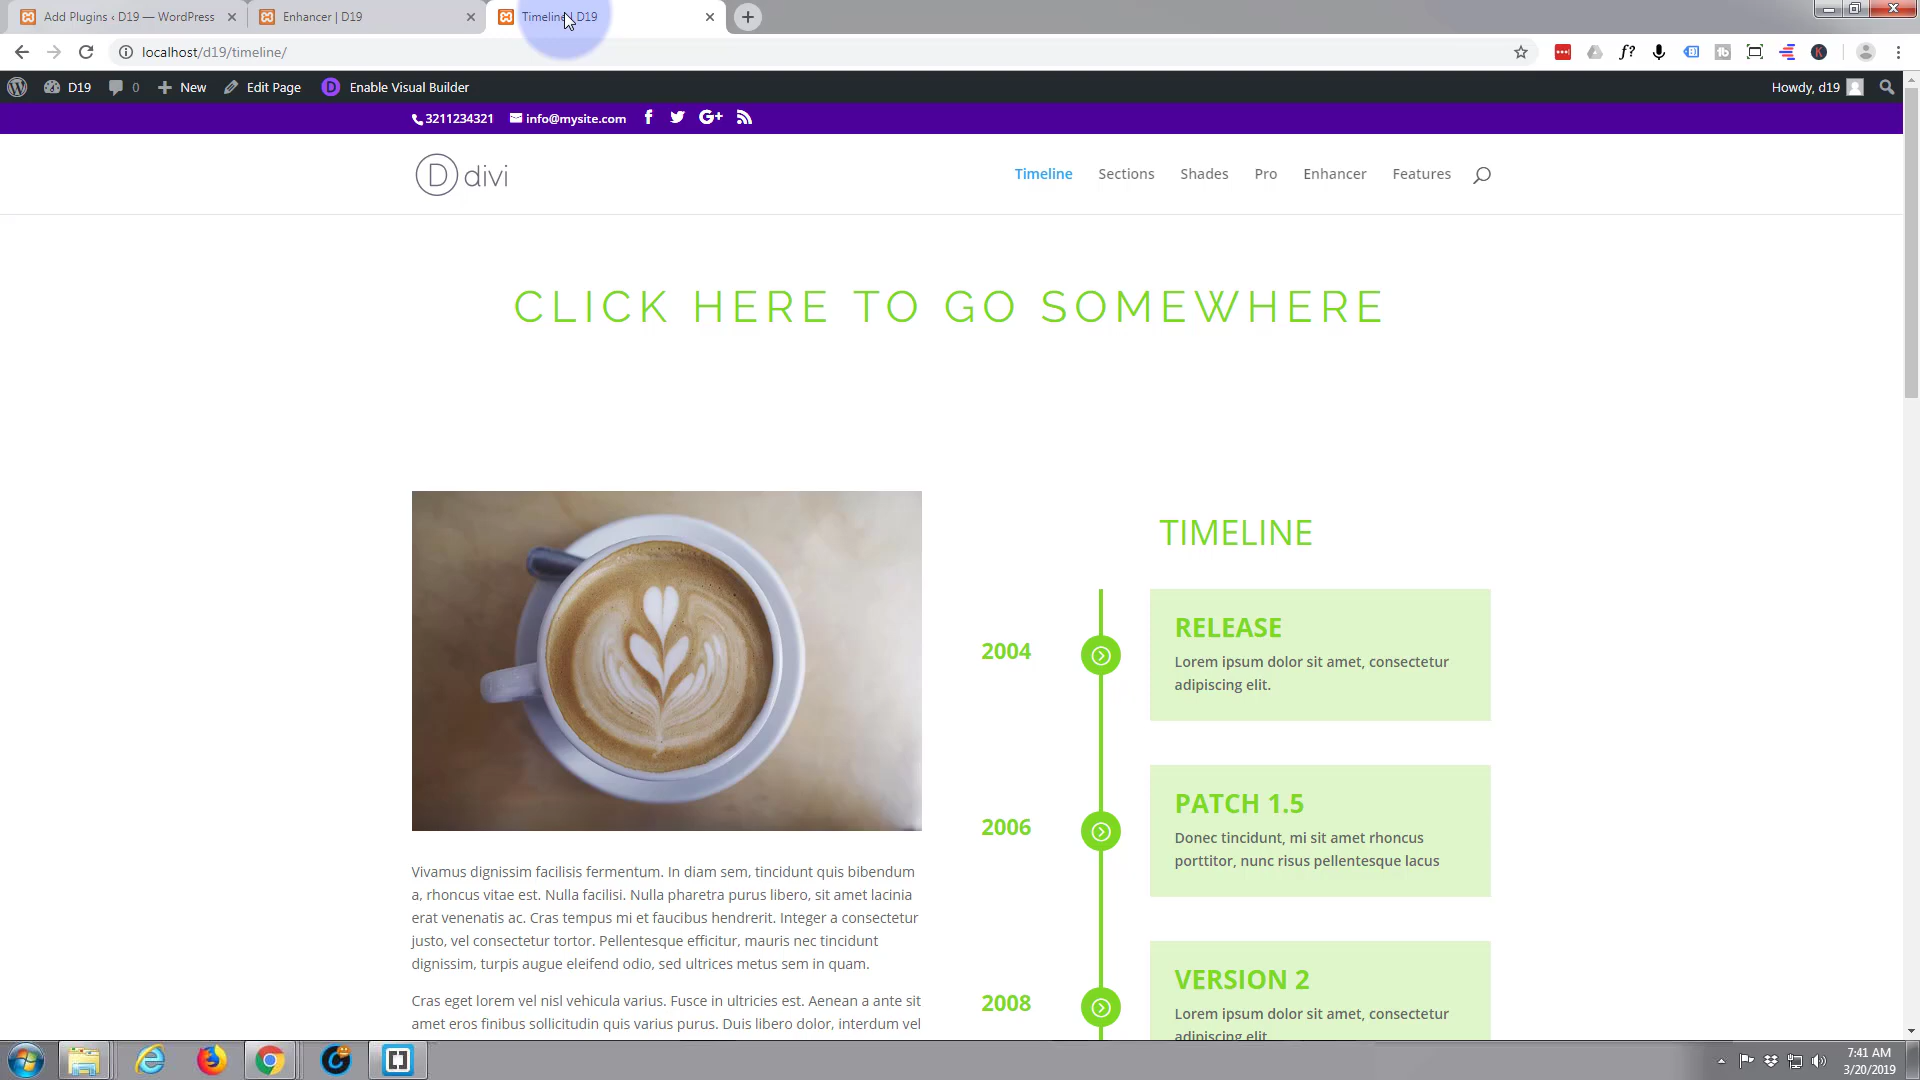 Add Plugins ‹ D19 — WordPress
Enhancer | D19
Timeline | D19
localhost/d19/timeline/
D19 0 New Edit Page D Enable Visual Builder Howdy, d19
3211234321 info@mysite.com
D divi
Timeline Sections Shades Pro Enhancer Features
CLICK HERE TO GO SOMEWHERE
TIMELINE
2004
RELEASE
Lorem ipsum dolor sit amet, consectetur
adipiscing elit.
2006
PATCH 1.5
Donec tincidunt, mi sit amet rhoncus
porttitor, nunc risus pellentesque lacus
2008
VERSION 2
Lorem ipsum dolor sit amet, consectetur
adipiscing elit.
Vivamus dignissim facilisis fermentum. In diam sem, tincidunt quis bibendum
a, rhoncus vitae est. Nulla facilisi. Nulla pharetra purus libero, sit amet lacinia
erat venenatis ac. Cras tempus mi et faucibus hendrerit. Integer a consectetur
justo, vel consectetur tortor. Pellentesque efficitur, mauris nec tincidunt
dignissim, turpis augue eleifend odio, sed ultrices metus sem in quam.
Cras eget lorem vel nisl vehicula varius. Fusce in ultricies est. Aenean a ante sit
amet eros finibus sollicitudin quis varius purus. Duis libero dolor, interdum vel
7:41 AM
3/20/2019